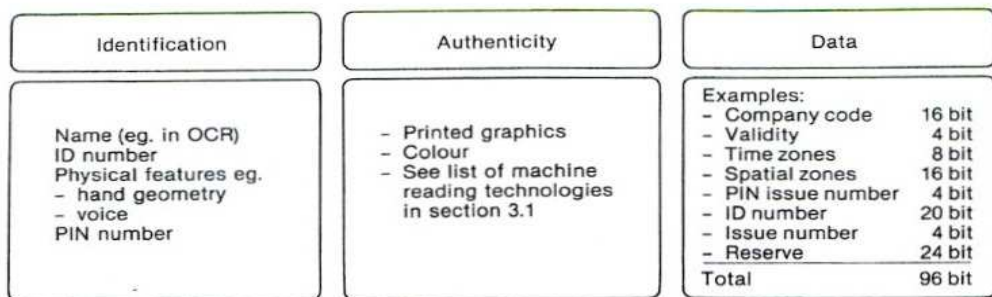 Identification
Name (eg. in OCR)
ID number
Physical features eg.
- hand geometry
- voice
PIN number
Authenticity
- Printed graphics
- Colour
- See list of machine
reading technologies
in section 3.1
Data
Examples:
- Company code 16 bit
- Validity 4 bit
- Time zones 8 bit
- Spatial zones 16 bit
- PIN issue number 4 bit
- ID number 20 bit
- Issue number 4 bit
- Reserve 24 bit
Total 96 bit